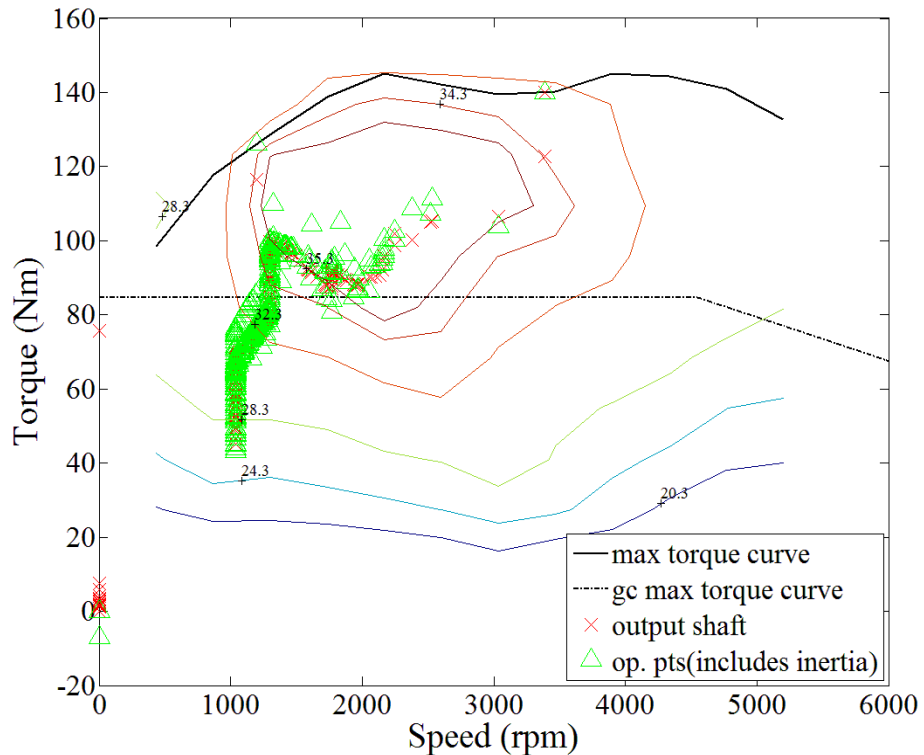 160
140
120
100
80
60
40
20
0
-20
Torque (Nm)
34.3
28.3
35.3
32.3
28.3
24.3
20.3
max torque curve
gc max torque curve
output shaft
op. pts(includes inertia)
0 1000 2000 3000 4000 5000 6000
Speed (rpm)